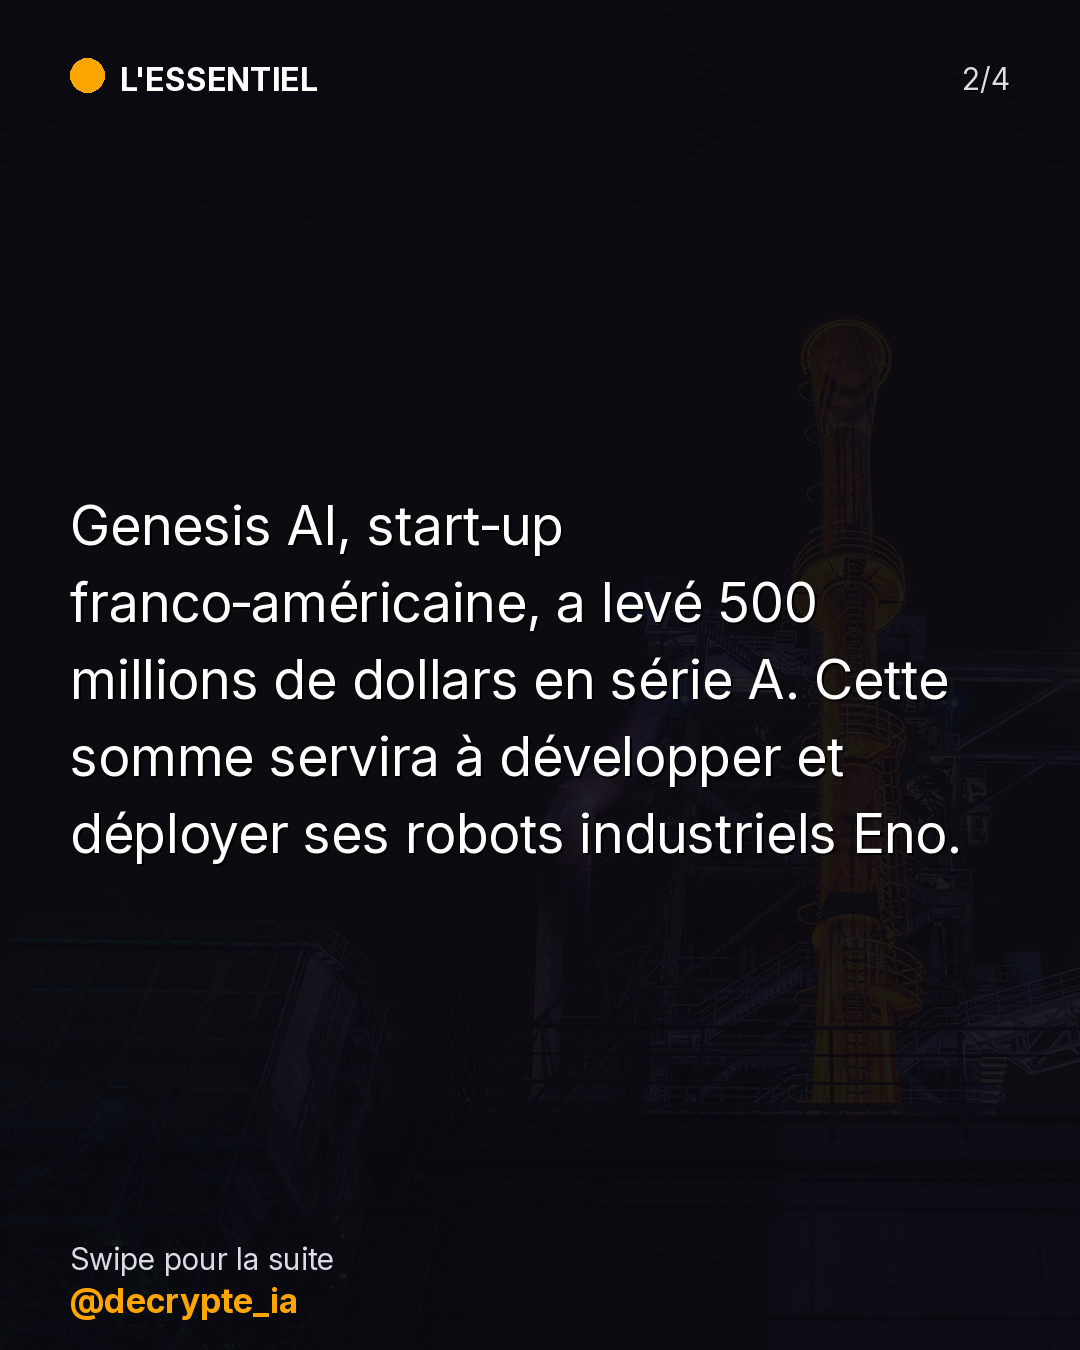 L'ESSENTIEL
2/4
Genesis AI, start-up
franco-américaine, a levé 500
millions de dollars en série A. Cette
somme servira à développer et
déployer ses robots industriels Eno.
Swipe pour la suite
@decrypte_ia